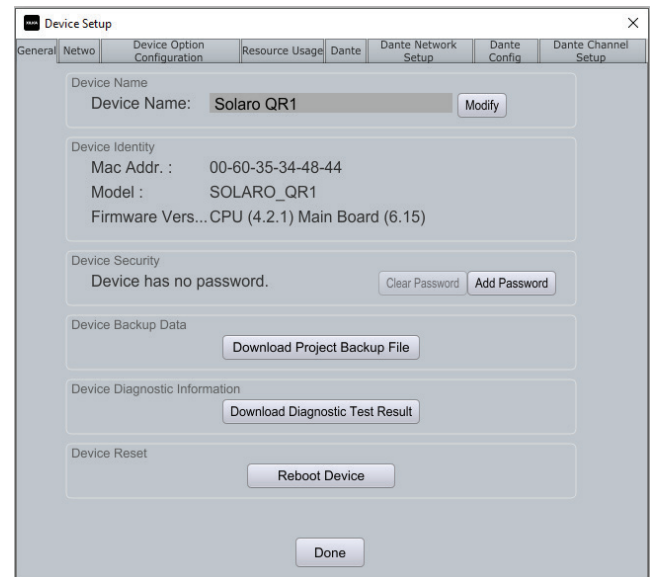 Device Setup
General Netwo Device Option Configuration Resource Usage Dante Dante Network Setup Dante Config Dante Channel Setup
Device Name
Device Name: Solaro QR1 Modify
Device Identity
Mac Addr. : 00-60-35-34-48-44
Model : SOLARO_QR1
Firmware Vers... CPU (4.2.1) Main Board (6.15)
Device Security
Device has no password. Clear Password Add Password
Device Backup Data
Download Project Backup File
Device Diagnostic Information
Download Diagnostic Test Result
Device Reset
Reboot Device
Done